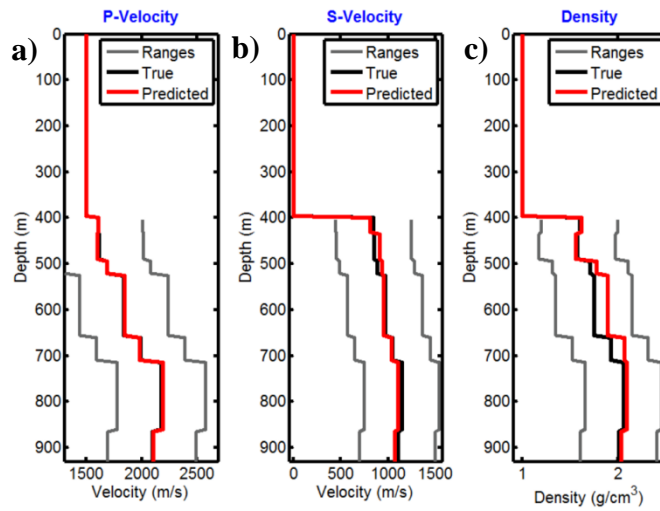 P-Velocity
a)
Ranges
True
Predicted
0
100
200
300
400
500
600
700
800
900
Depth (m)
1500 2000 2500
Velocity (m/s)
S-Velocity
b)
Ranges
True
Predicted
0
100
200
300
400
500
600
700
800
900
Depth (m)
0 500 1000 1500
Velocity (m/s)
Density
c)
Ranges
True
Predicted
0
100
200
300
400
500
600
700
800
900
Depth (m)
1 2
Density (g/cm³)